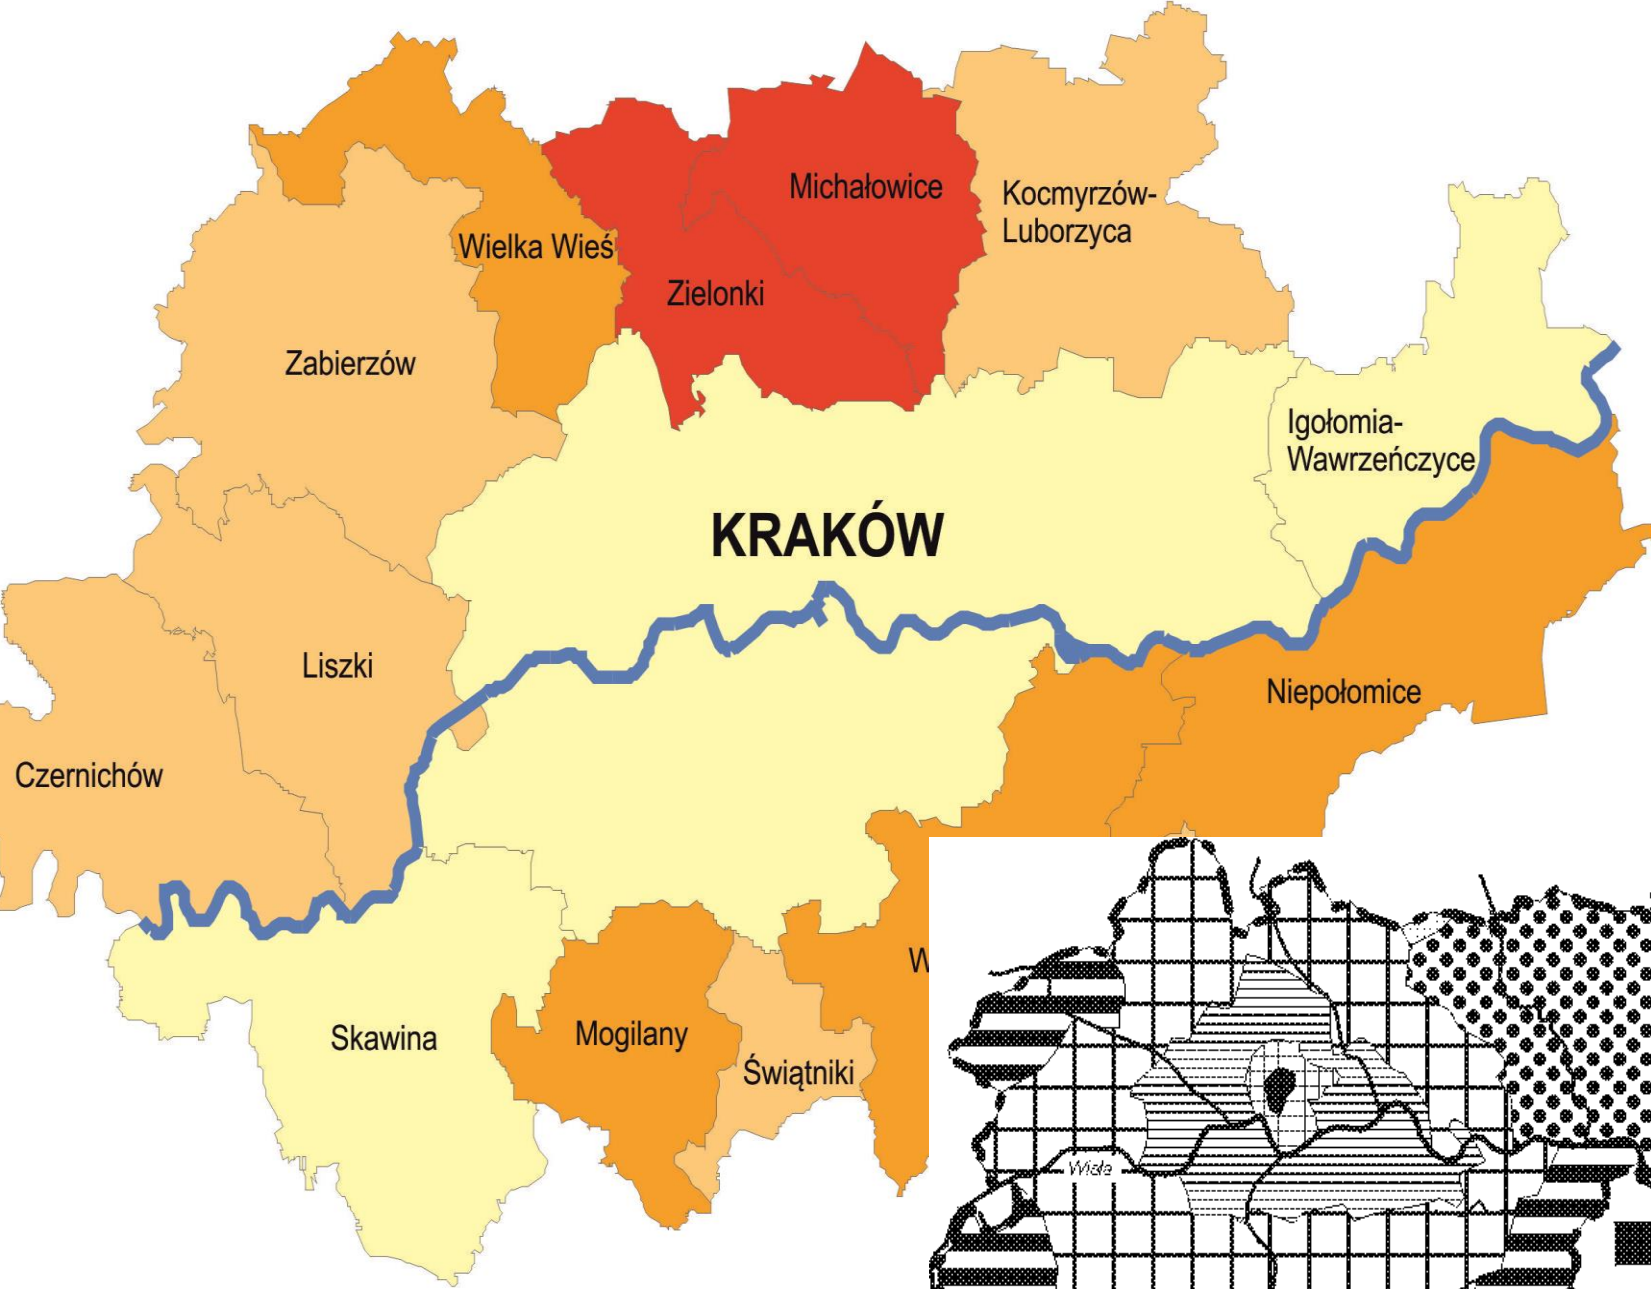 Michałowice
Kocmyrzów-
Luborzyca
Wielka Wieś
Zielonki
Zabierzów
Igołomia-
Wawrzeńczyce
KRAKÓW
Liszki
Niepołomice
Czernichów
W
Skawina
Mogilany
Świątniki
Wisła